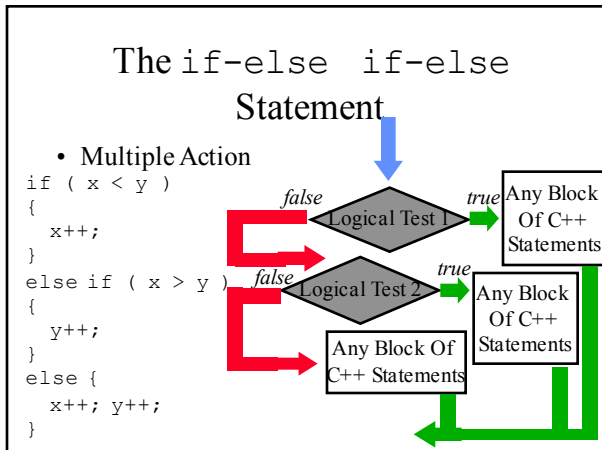 The if-else if-else
Statement
• Multiple Action
if ( x < y )
{
x++;
}
else if ( x > y )
{
y++;
}
else {
x++; y++;
}
false
Logical Test 1
true
Any Block
Of C++
Statements
false
Logical Test 2
true
Any Block
Of C++
Statements
Any Block Of
C++ Statements